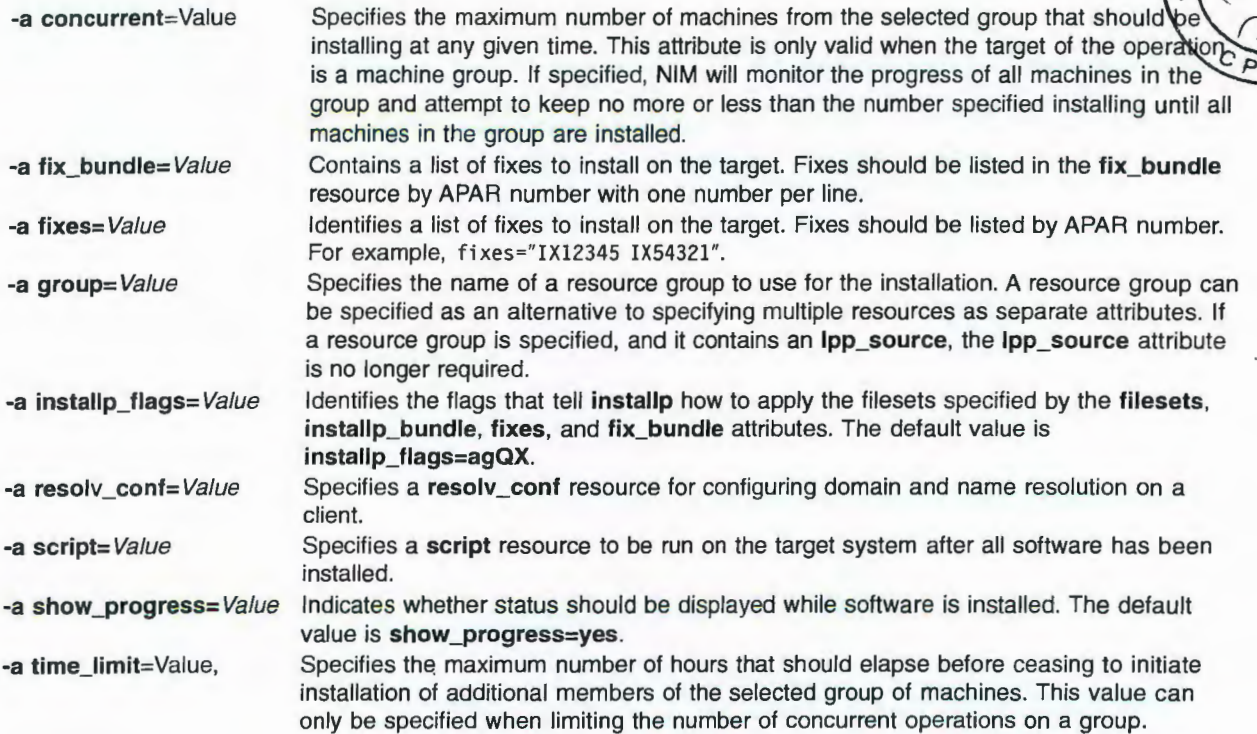 -a concurrent=Value Specifies the maximum number of machines from the selected group that should be
installing at any given time. This attribute is only valid when the target of the operation
is a machine group. If specified, NIM will monitor the progress of all machines in the
group and attempt to keep no more or less than the number specified installing until all
machines in the group are installed.
-a fix_bundle=Value Contains a list of fixes to install on the target. Fixes should be listed in the fix_bundle
resource by APAR number with one number per line.
-a fixes=Value Identifies a list of fixes to install on the target. Fixes should be listed by APAR number.
For example, fixes="IX12345 IX54321".
-a group=Value Specifies the name of a resource group to use for the installation. A resource group can
be specified as an alternative to specifying multiple resources as separate attributes. If
a resource group is specified, and it contains an lpp_source, the lpp_source attribute
is no longer required.
-a installp_flags=Value Identifies the flags that tell installp how to apply the filesets specified by the filesets,
installp_bundle, fixes, and fix_bundle attributes. The default value is
installp_flags=agQX.
-a resolv_conf=Value Specifies a resolv_conf resource for configuring domain and name resolution on a
client.
-a script=Value Specifies a script resource to be run on the target system after all software has been
installed.
-a show_progress=Value Indicates whether status should be displayed while software is installed. The default
value is show_progress=yes.
-a time_limit=Value, Specifies the maximum number of hours that should elapse before ceasing to initiate
installation of additional members of the selected group of machines. This value can
only be specified when limiting the number of concurrent operations on a group.